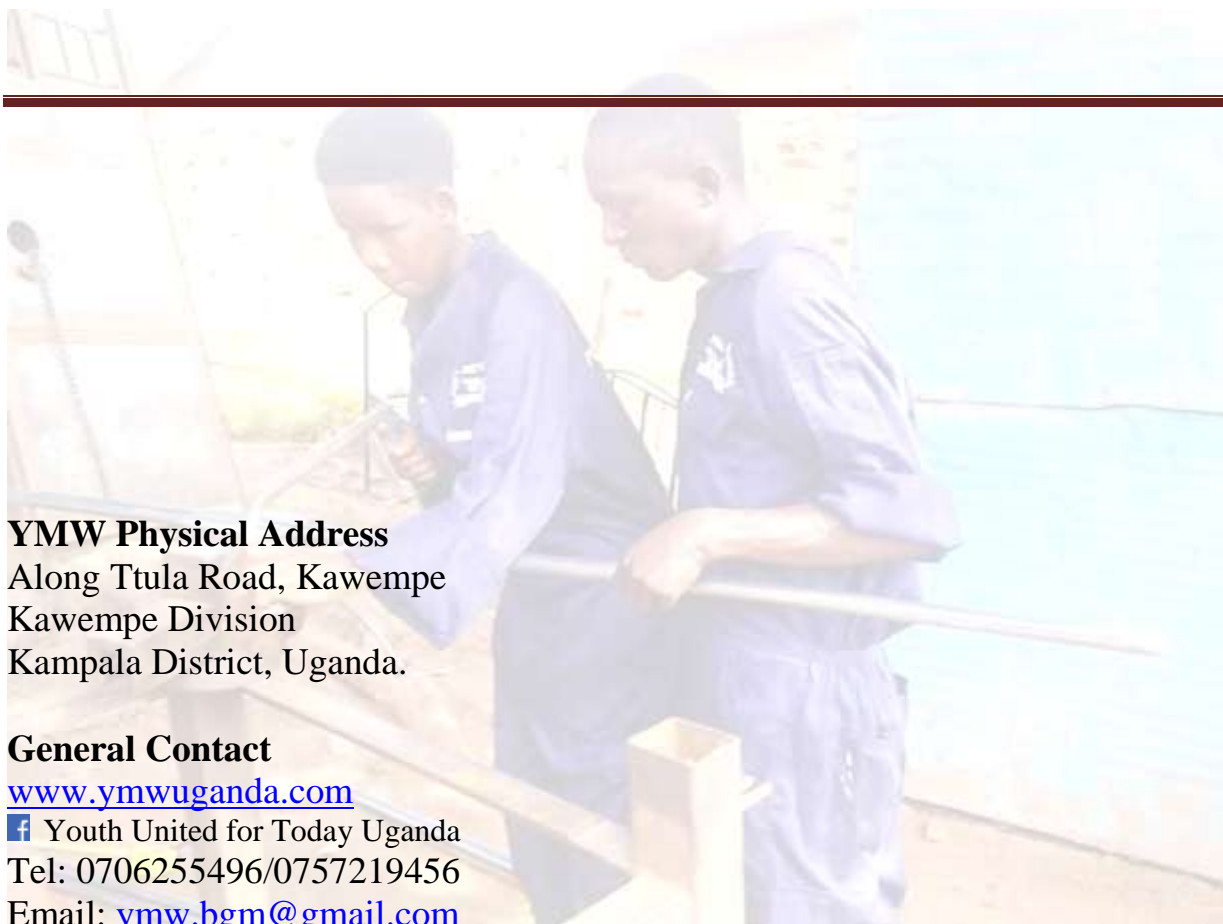 YMW Physical Address
Along Ttula Road, Kawempe
Kawempe Division
Kampala District, Uganda.
General Contact
www.ymwuganda.com
Youth United for Today Uganda
Tel: 0706255496/0757219456
Email: ymw.bgm@gmail.com